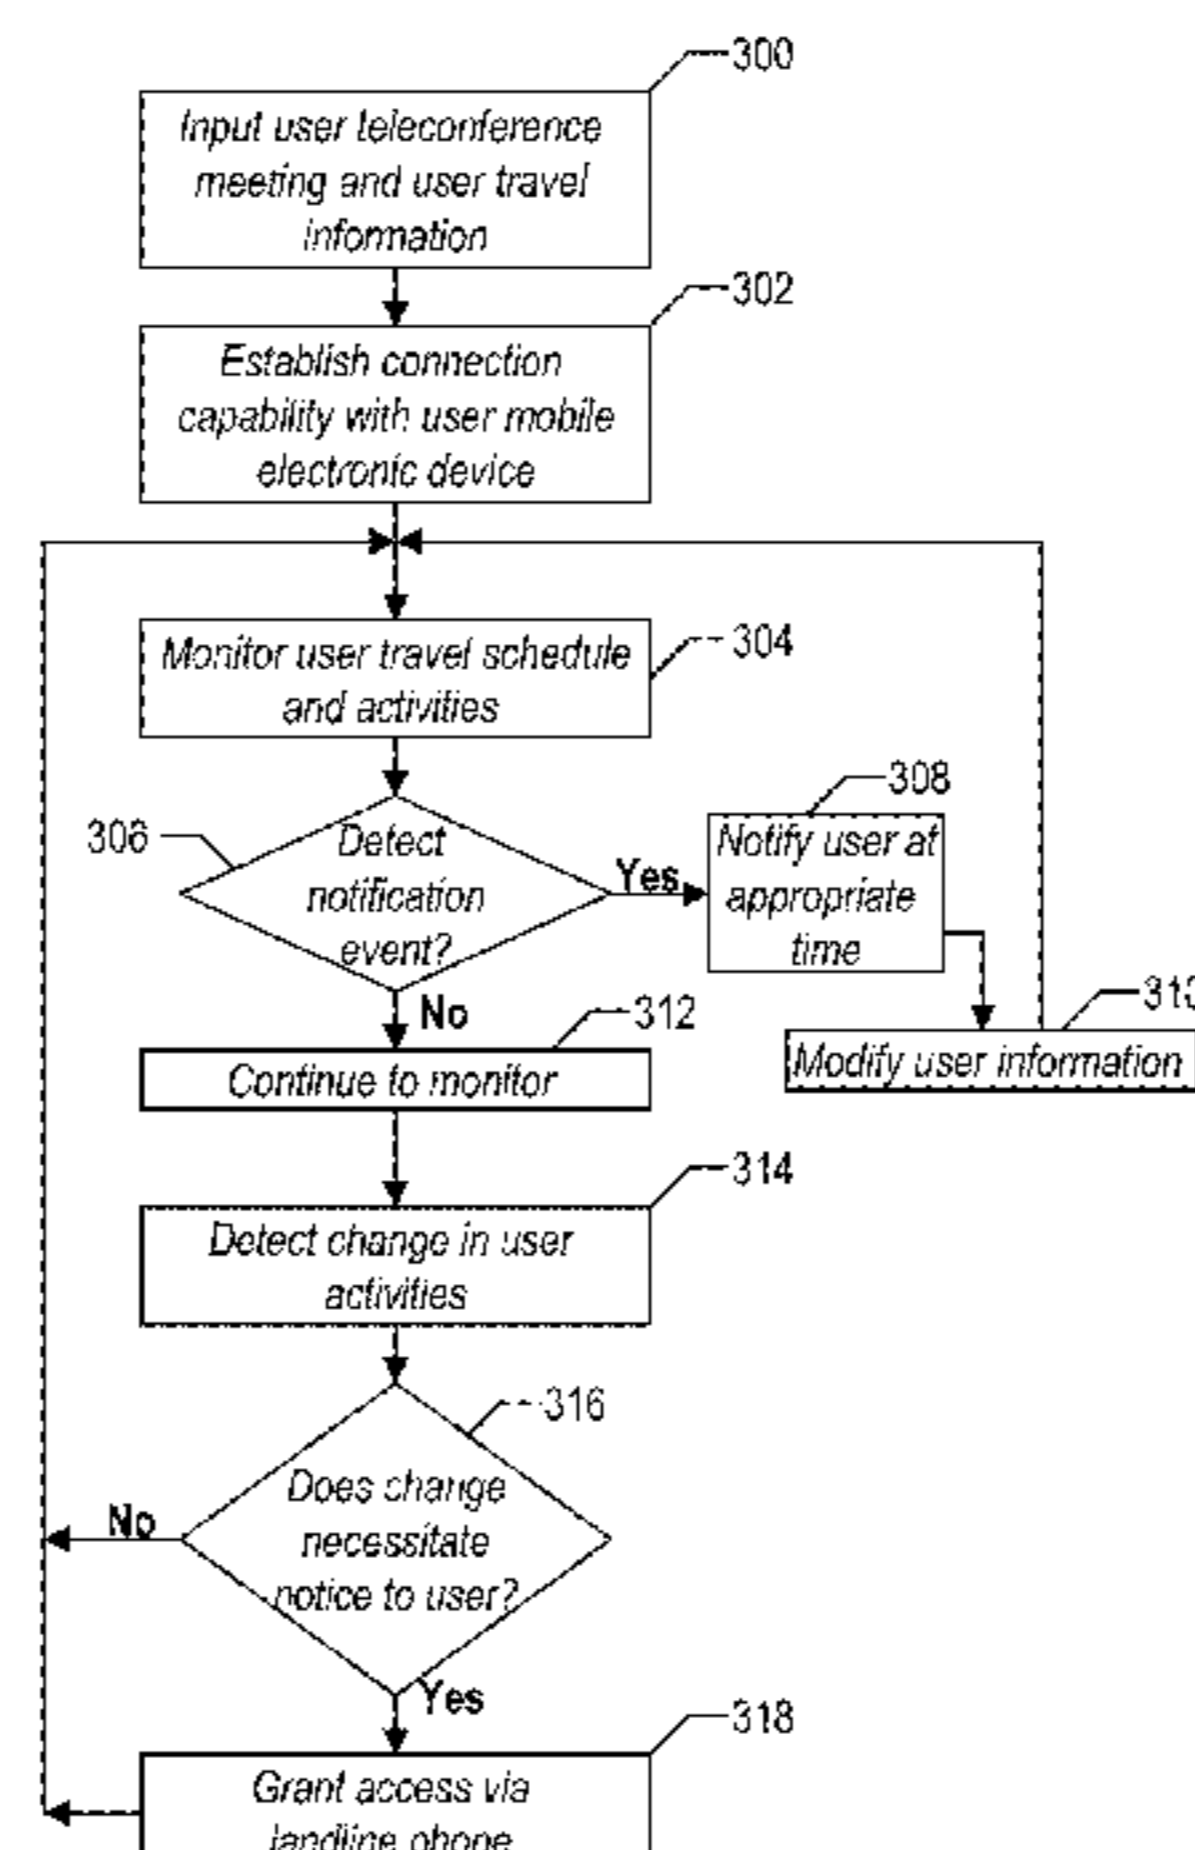 300
Input user teleconference
meeting and user travel
information
302
Establish connection
capability with user mobile
electronic device
Monitor user travel schedule
and activities
304
306
Detect
notification
event?
Yes
308
Notify user at
appropriate
time
No
312
Continue to monitor
310
Modify user information
314
Detect change in user
activities
316
Does change
necessitate
notice to user?
No
Yes
318
Grant access via
landline phone